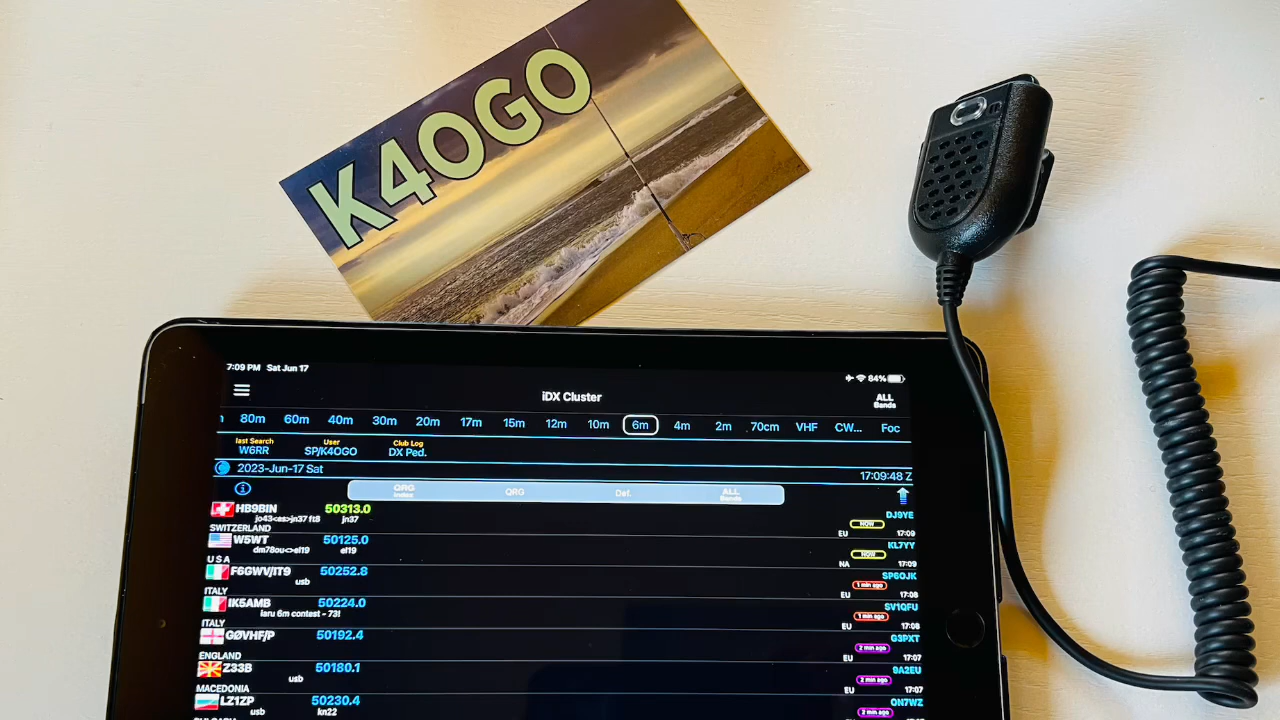 K4OGO
7:09 PM Sat Jun 17
84%
iDX Cluster
ALL
Bands
80m 60m 40m 30m 20m 17m 15m 12m 10m 6m 4m 2m 70cm VHF CW... Foc
last Search User Club Log
W6RR SP/K4OGO DX Ped.
2023-Jun-17 Sat 17:09:48 Z
QRG
Index QRG Dat. ALL
Bands
HB9BIN 50313.0 DJ9YE
jo43<es>jn37 ft8 jn37 NOW
SWITZERLAND EU 17:09
W5WT 50125.0 KL7YY
dm78ou<>el19 el19 NOW
USA NA 17:09
F6GWV/IT9 50252.8 SP6OJK
usb 1 min ago
ITALY EU 17:08
IK5AMB 50224.0 SV1QFU
iaru 6m contest - 73! 1 min ago
ITALY EU 17:08
GØVHF/P 50192.4 G3PXT
2 min ago
ENGLAND EU 17:07
Z33B 50180.1 9A2EU
usb 2 min ago
MACEDONIA EU 17:07
LZ1ZP 50230.4 ON7WZ
usb kn22 2 min ago